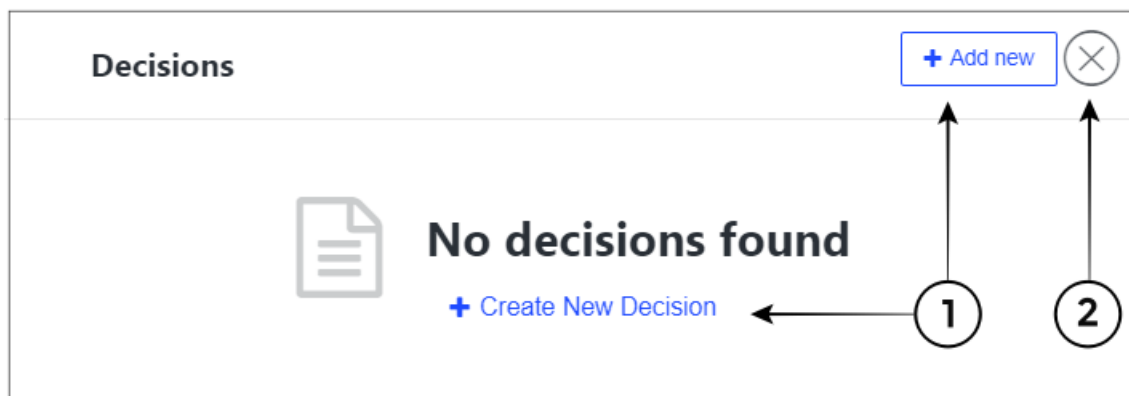 Decisions
+ Add new
No decisions found
+ Create New Decision
1
2